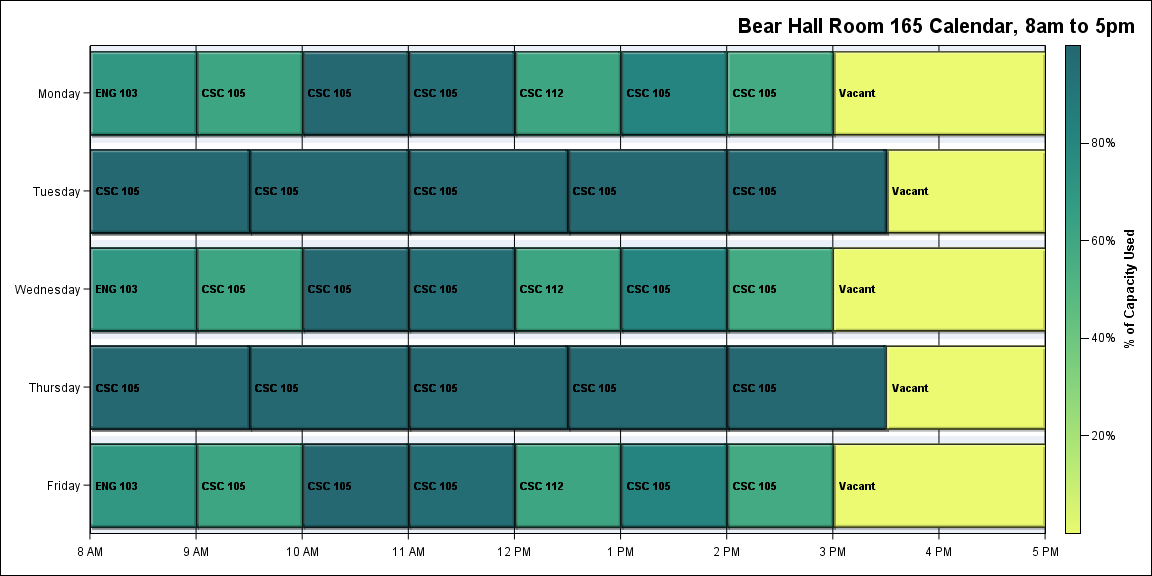 Bear Hall Room 165 Calendar, 8am to 5pm
Monday
ENG 103
CSC 105
CSC 105
CSC 105
CSC 112
CSC 105
CSC 105
Vacant
Tuesday
CSC 105
CSC 105
CSC 105
CSC 105
CSC 105
Vacant
Wednesday
ENG 103
CSC 105
CSC 105
CSC 105
CSC 112
CSC 105
CSC 105
Vacant
Thursday
CSC 105
CSC 105
CSC 105
CSC 105
CSC 105
Vacant
Friday
ENG 103
CSC 105
CSC 105
CSC 105
CSC 112
CSC 105
CSC 105
Vacant
8 AM
9 AM
10 AM
11 AM
12 PM
1 PM
2 PM
3 PM
4 PM
5 PM
80%
60%
40%
20%
% of Capacity Used